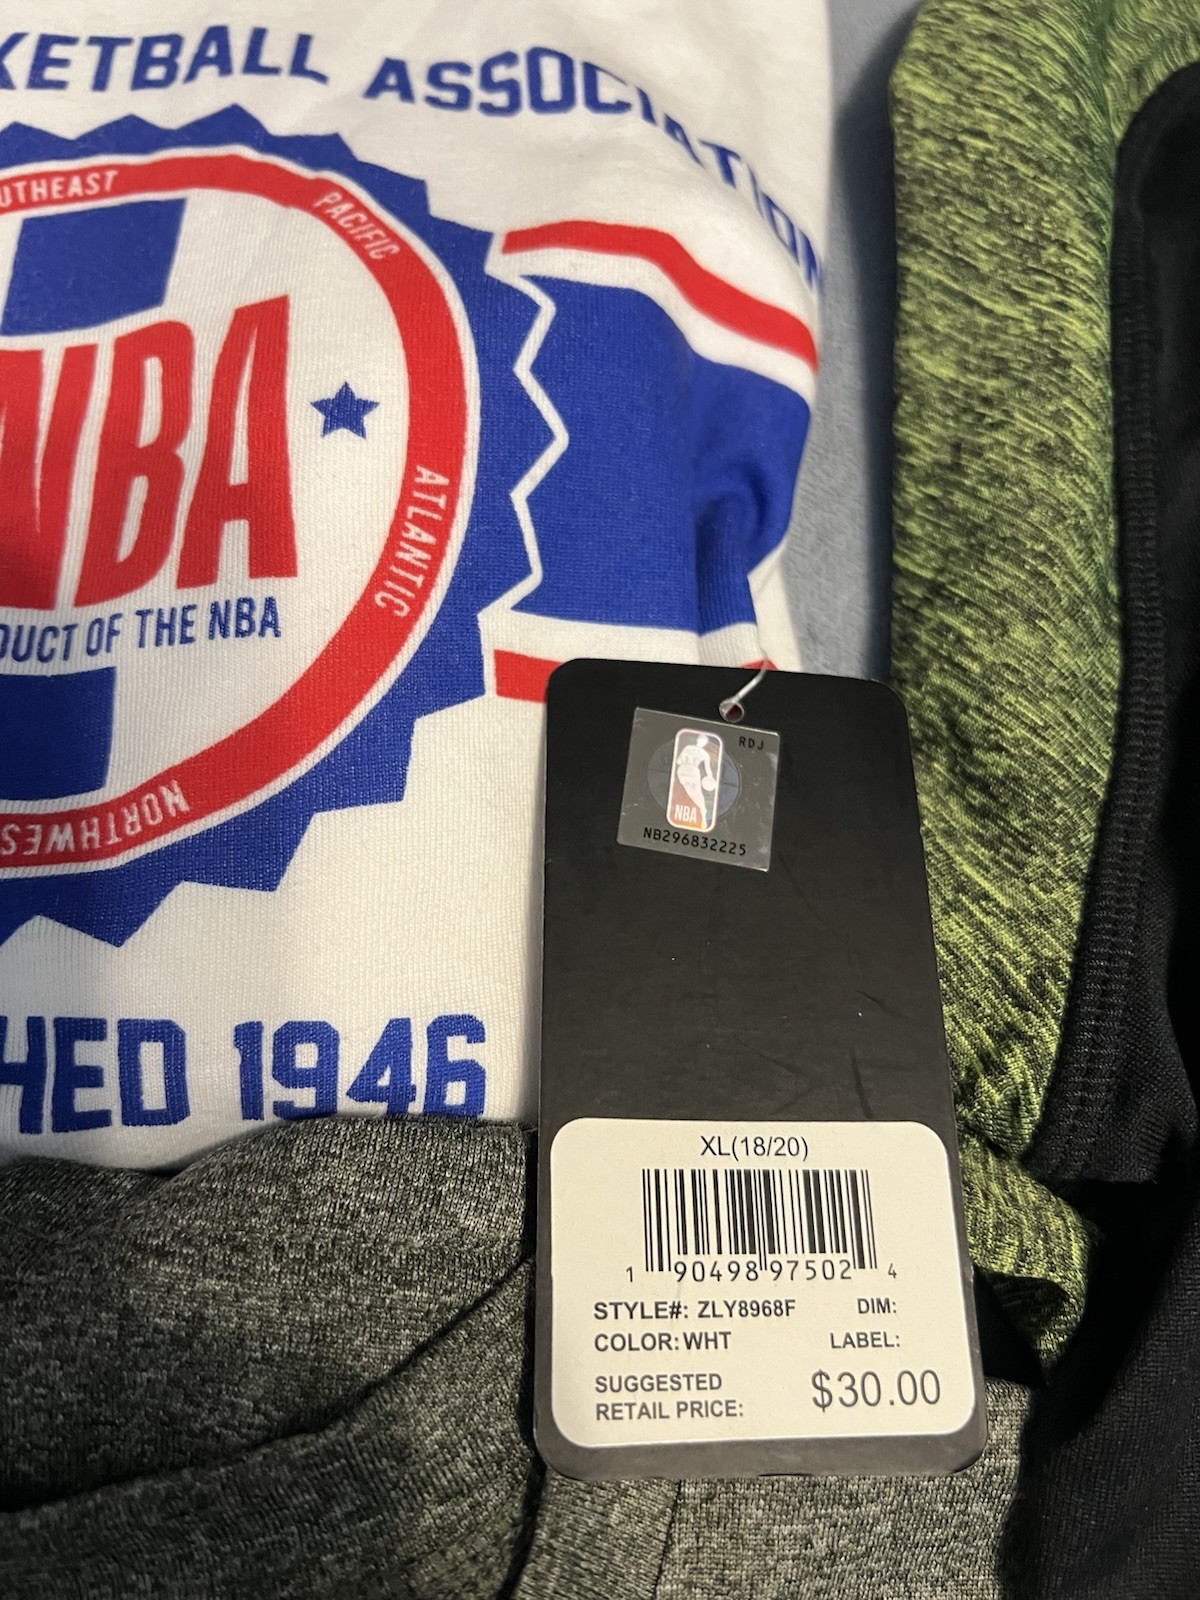 KETBALL ASSOCIATION
UTHEAST
PACIFIC
ATLANTIC
NORTHWES
NBA
DUCT OF THE NBA
HED 1946
RDJ
NBA
NB296832225
XL(18/20)
1 90498 97502 4
STYLE#: ZLY8968F DIM:
COLOR: WHT LABEL:
SUGGESTED
RETAIL PRICE: $30.00